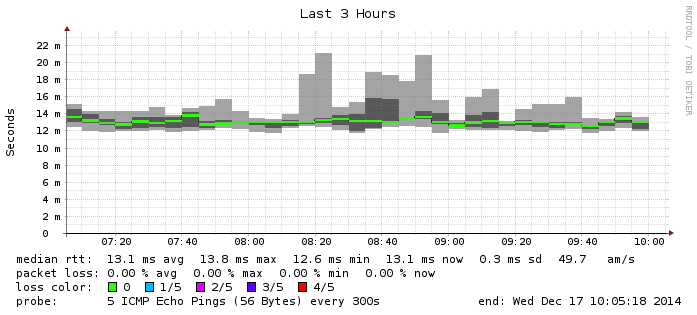 Last 3 Hours
RRDTOOL / TOBI OETIKER
Seconds
22 m
20 m
18 m
16 m
14 m
12 m
10 m
8 m
6 m
4 m
2 m
0
07:20 07:40 08:00 08:20 08:40 09:00 09:20 09:40 10:00
median rtt: 13.1 ms avg 13.8 ms max 12.6 ms min 13.1 ms now 0.3 ms sd 49.7 am/s
packet loss: 0.00 % avg 0.00 % max 0.00 % min 0.00 % now
loss color: 0 1/5 2/5 3/5 4/5
probe: 5 ICMP Echo Pings (56 Bytes) every 300s end: Wed Dec 17 10:05:18 2014